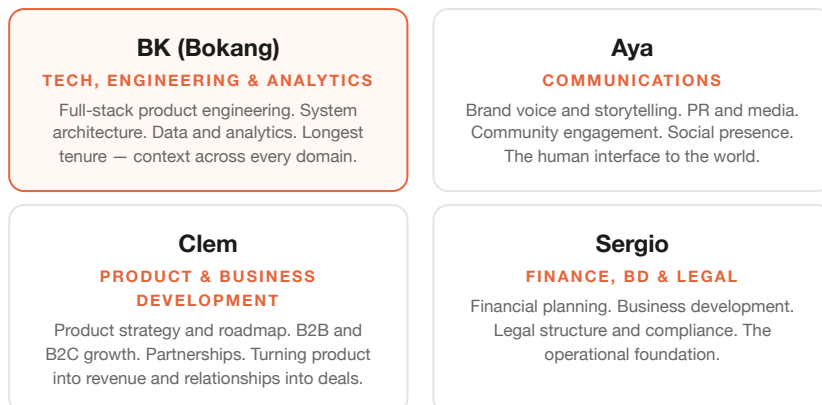 BK (Bokang)
TECH, ENGINEERING & ANALYTICS
Full-stack product engineering. System
architecture. Data and analytics. Longest
tenure — context across every domain.
Aya
COMMUNICATIONS
Brand voice and storytelling. PR and media.
Community engagement. Social presence.
The human interface to the world.
Clem
PRODUCT & BUSINESS
DEVELOPMENT
Product strategy and roadmap. B2B and
B2C growth. Partnerships. Turning product
into revenue and relationships into deals.
Sergio
FINANCE, BD & LEGAL
Financial planning. Business development.
Legal structure and compliance. The
operational foundation.